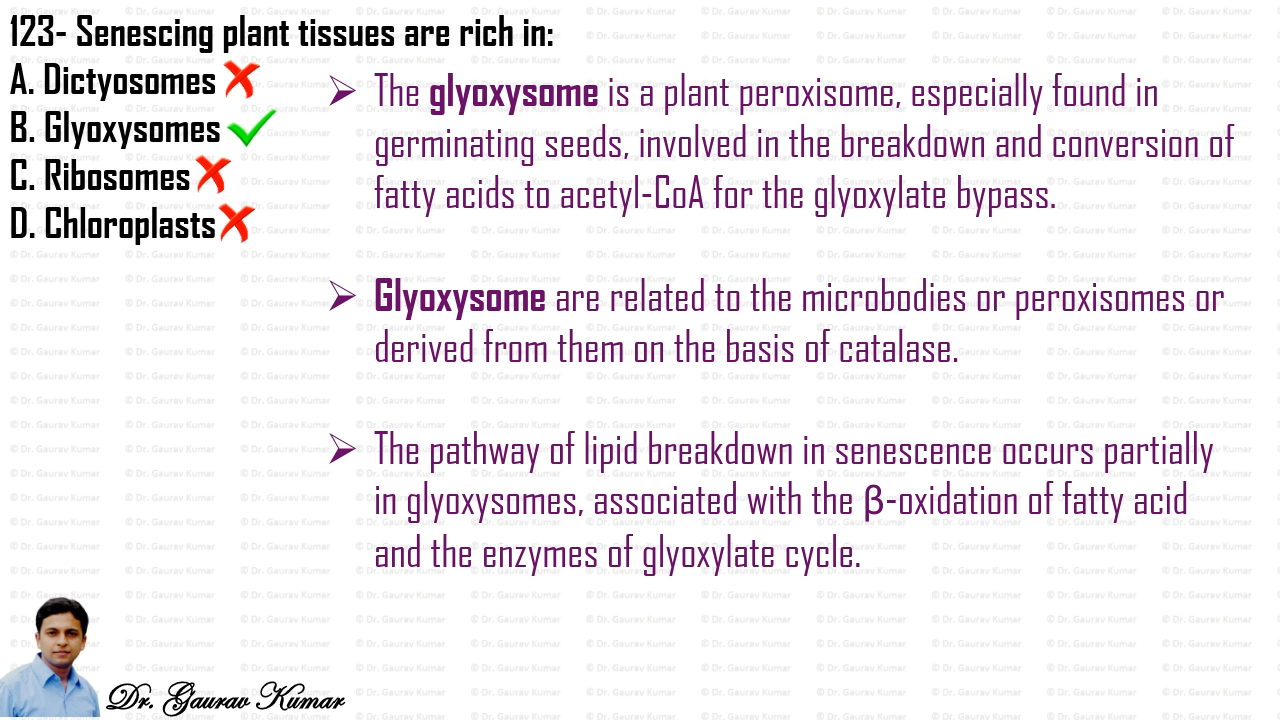 123- Senescing plant tissues are rich in:
A. Dictyosomes
B. Glyoxysomes
C. Ribosomes
D. Chloroplasts
The glyoxysome is a plant peroxisome, especially found in
germinating seeds, involved in the breakdown and conversion of
fatty acids to acetyl-CoA for the glyoxylate bypass.
Glyoxysome are related to the microbodies or peroxisomes or
derived from them on the basis of catalase.
The pathway of lipid breakdown in senescence occurs partially
in glyoxysomes, associated with the β-oxidation of fatty acid
and the enzymes of glyoxylate cycle.
Dr. Gaurav Kumar
© Dr. Gaurav Kumar